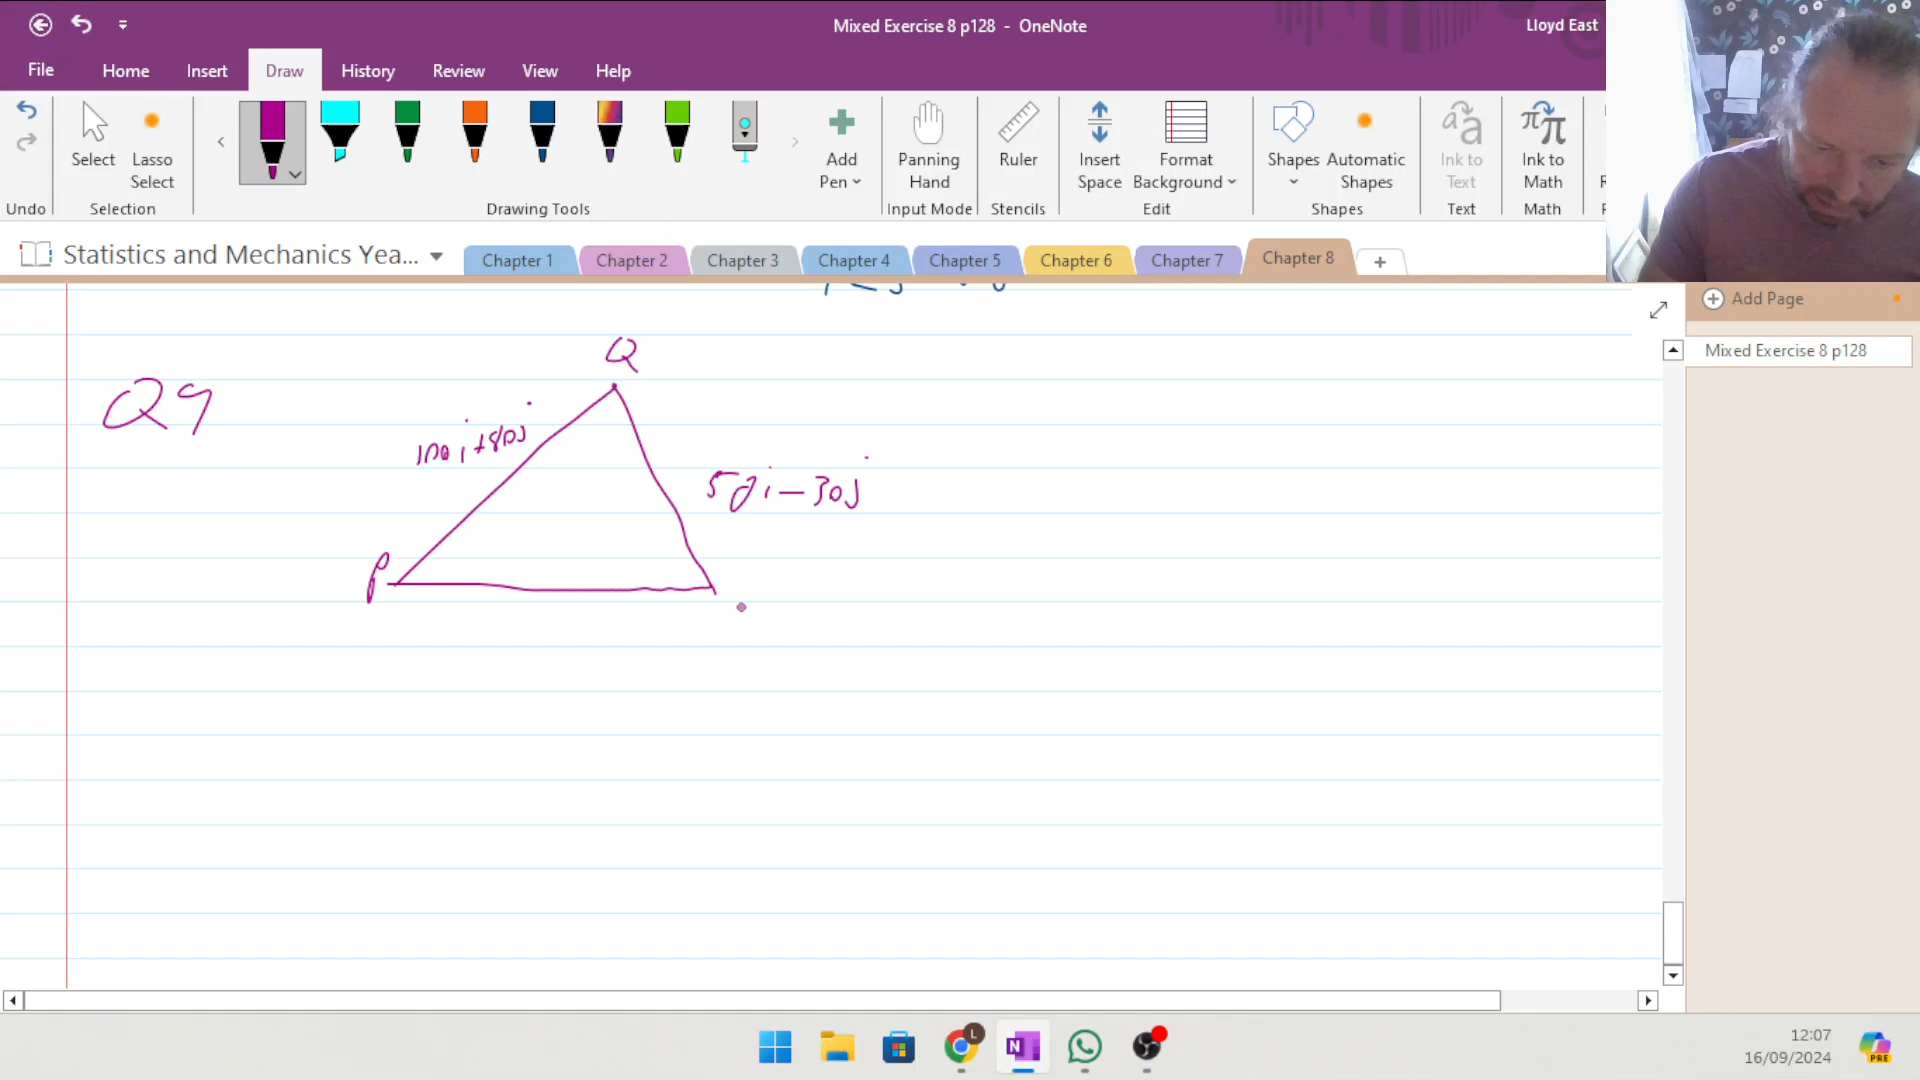 Mixed Exercise 8 p128 - OneNote
Lloyd East
File Home Insert Draw History Review View Help
Select Lasso Select
Add Pen
Panning Hand
Ruler
Insert Space
Format Background
Shapes Automatic Shapes
Ink to Text
Ink to Math
Undo Selection Drawing Tools Input Mode Stencils Edit Shapes Text Math
Statistics and Mechanics Yea... Chapter 1 Chapter 2 Chapter 3 Chapter 4 Chapter 5 Chapter 6 Chapter 7 Chapter 8 +
Add Page
Mixed Exercise 8 p128
Q
Q9
100i+80j
50i-30j
P
L
N
12:07
16/09/2024
PRE